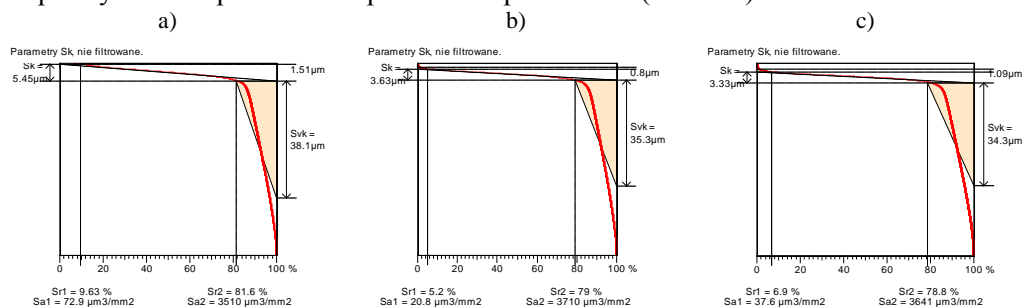 a)
b)
c)
Parametry Sk, nie filtrowane.
Sk =
5.45µm
1.51µm
Svk =
38.1µm
0 20 40 60 80 100 %
Sr1 = 9.63 %
Sr2 = 81.6 %
Sa1 = 72.9 µm3/mm2
Sa2 = 3510 µm3/mm2
Parametry Sk, nie filtrowane.
Sk =
3.63µm
0.8µm
Svk =
35.3µm
0 20 40 60 80 100 %
Sr1 = 5.2 %
Sr2 = 79 %
Sa1 = 20.8 µm3/mm2
Sa2 = 3710 µm3/mm2
Parametry Sk, nie filtrowane.
Sk =
3.33µm
1.09µm
Svk =
34.3µm
0 20 40 60 80 100 %
Sr1 = 6.9 %
Sr2 = 78.8 %
Sa1 = 37.6 µm3/mm2
Sa2 = 3641 µm3/mm2